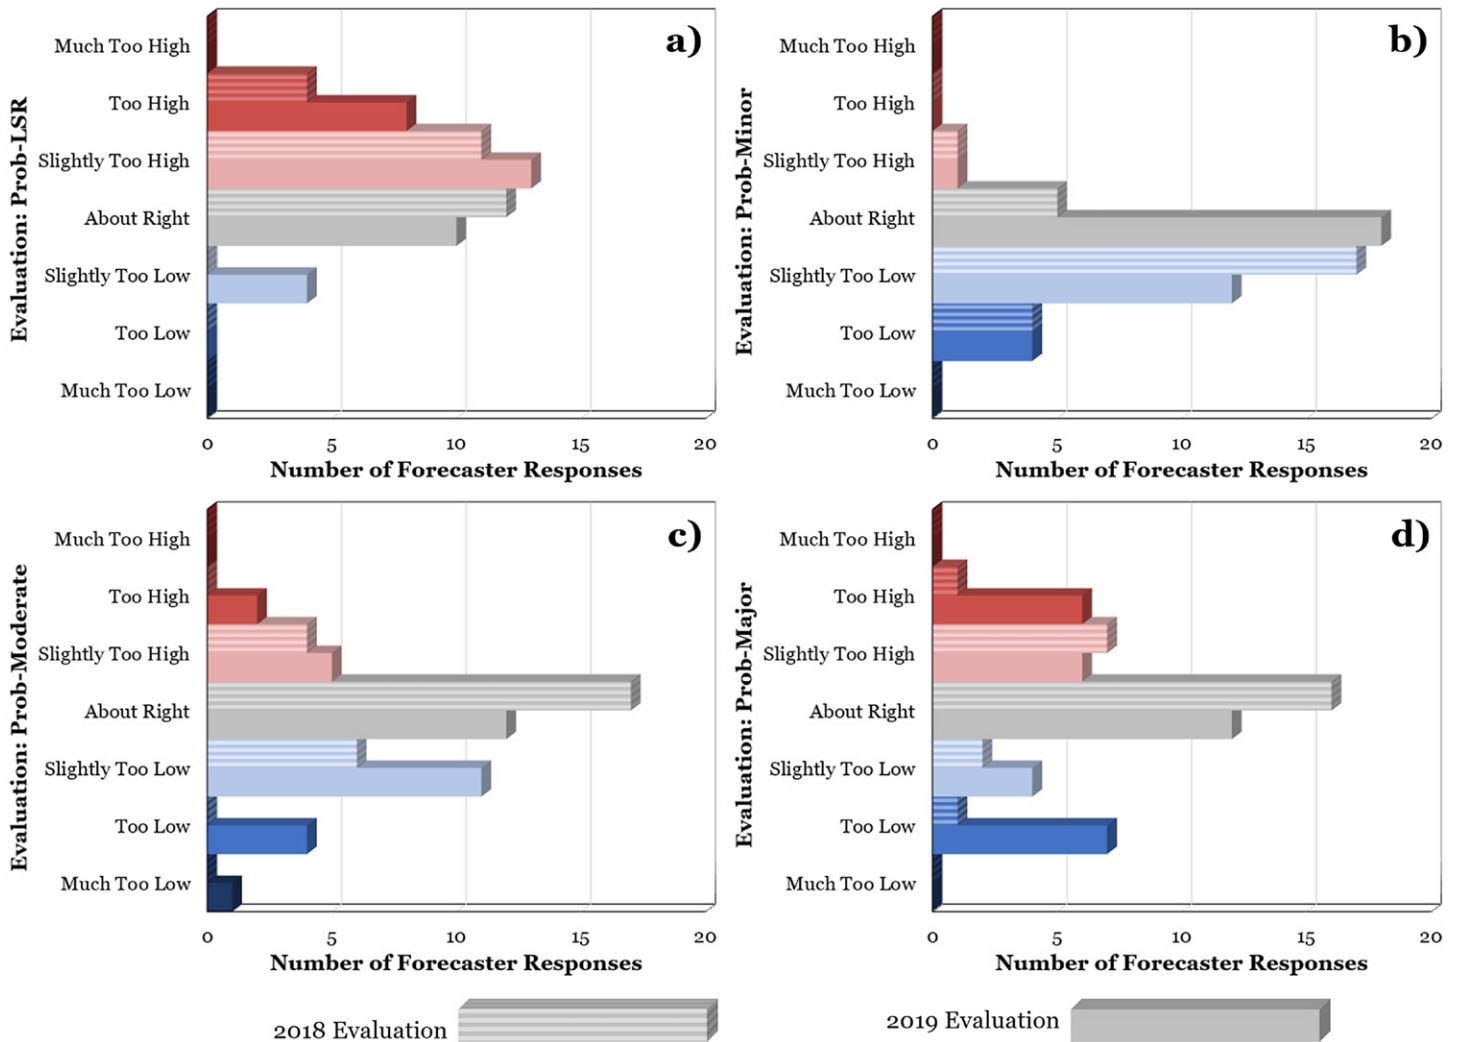 a)
Evaluation: Prob-LSR
Much Too High
Too High
Slightly Too High
About Right
Slightly Too Low
Too Low
Much Too Low
0 5 10 15 20
Number of Forecaster Responses
b)
Evaluation: Prob-Minor
Much Too High
Too High
Slightly Too High
About Right
Slightly Too Low
Too Low
Much Too Low
0 5 10 15 20
Number of Forecaster Responses
c)
Evaluation: Prob-Moderate
Much Too High
Too High
Slightly Too High
About Right
Slightly Too Low
Too Low
Much Too Low
0 5 10 15 20
Number of Forecaster Responses
d)
Evaluation: Prob-Major
Much Too High
Too High
Slightly Too High
About Right
Slightly Too Low
Too Low
Much Too Low
0 5 10 15 20
Number of Forecaster Responses
2018 Evaluation
2019 Evaluation